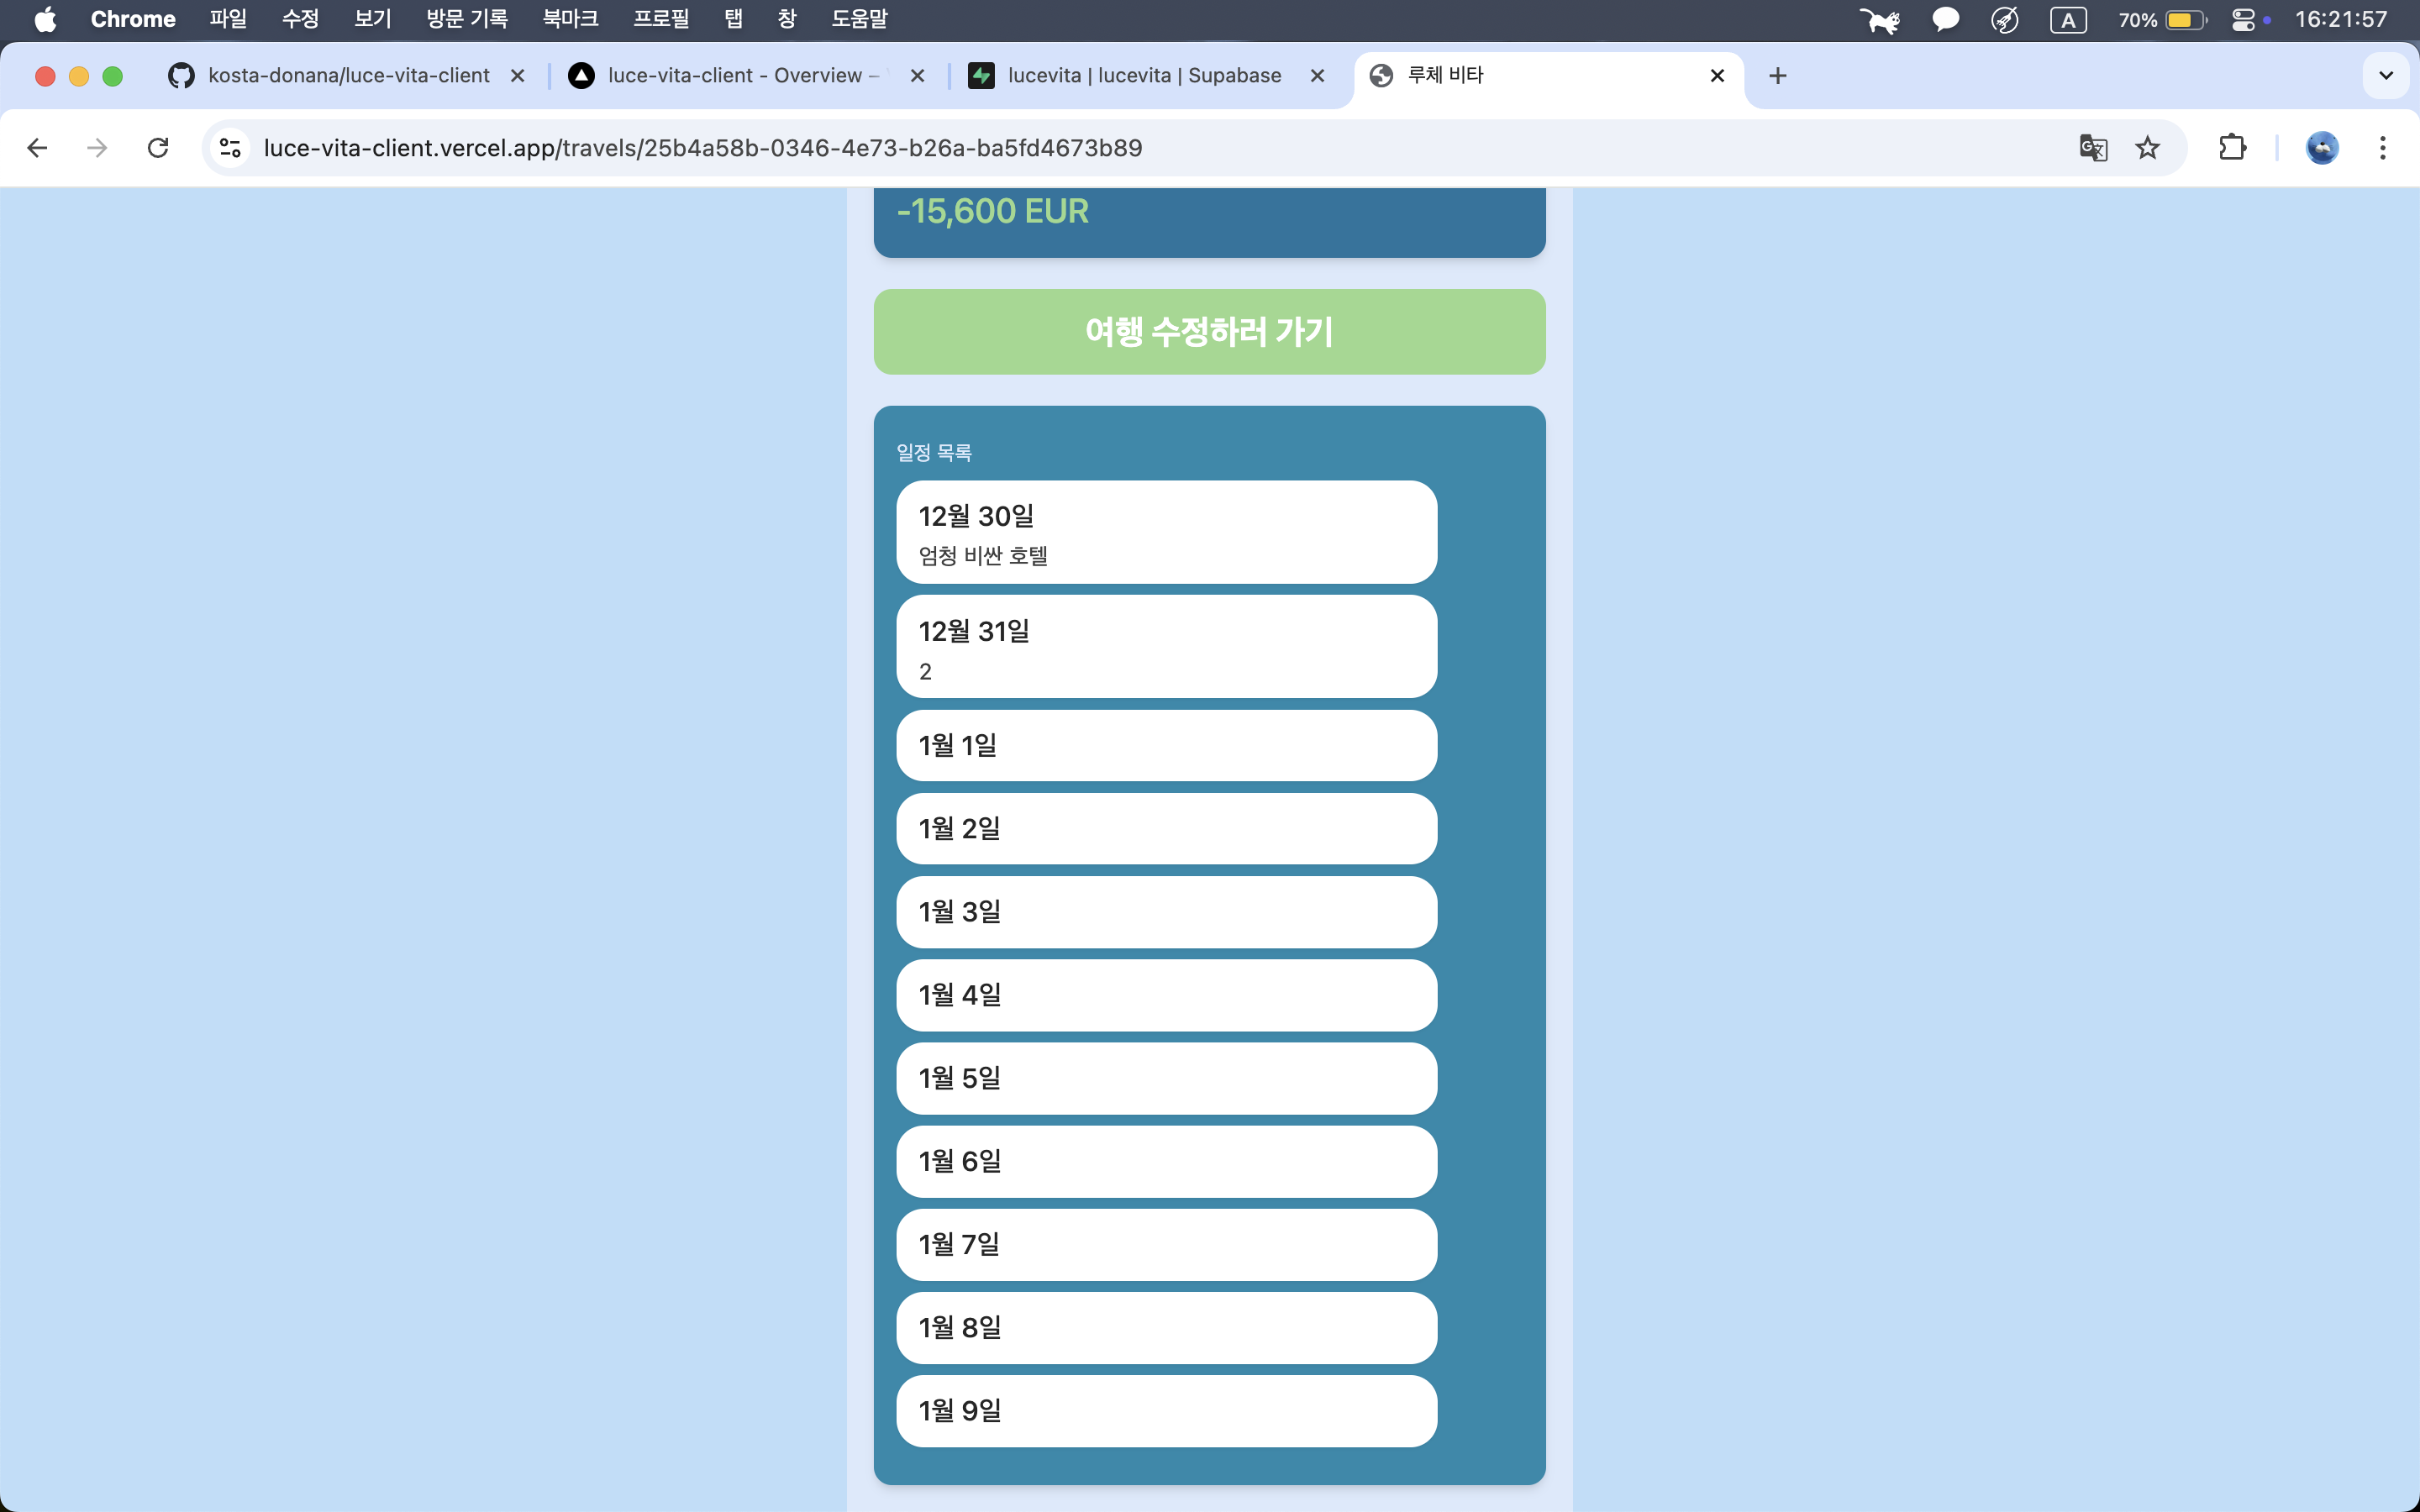 Chrome 파일 수정 보기 방문 기록 북마크 프로필 탭 창 도움말 A 70% 16:21:57
kosta-donana/luce-vita-client luce-vita-client - Overview – lucevita | lucevita | Supabase 루체 비타
luce-vita-client.vercel.app/travels/25b4a58b-0346-4e73-b26a-ba5fd4673b89
-15,600 EUR
여행 수정하러 가기
일정 목록
12월 30일
엄청 비싼 호텔
12월 31일
2
1월 1일
1월 2일
1월 3일
1월 4일
1월 5일
1월 6일
1월 7일
1월 8일
1월 9일